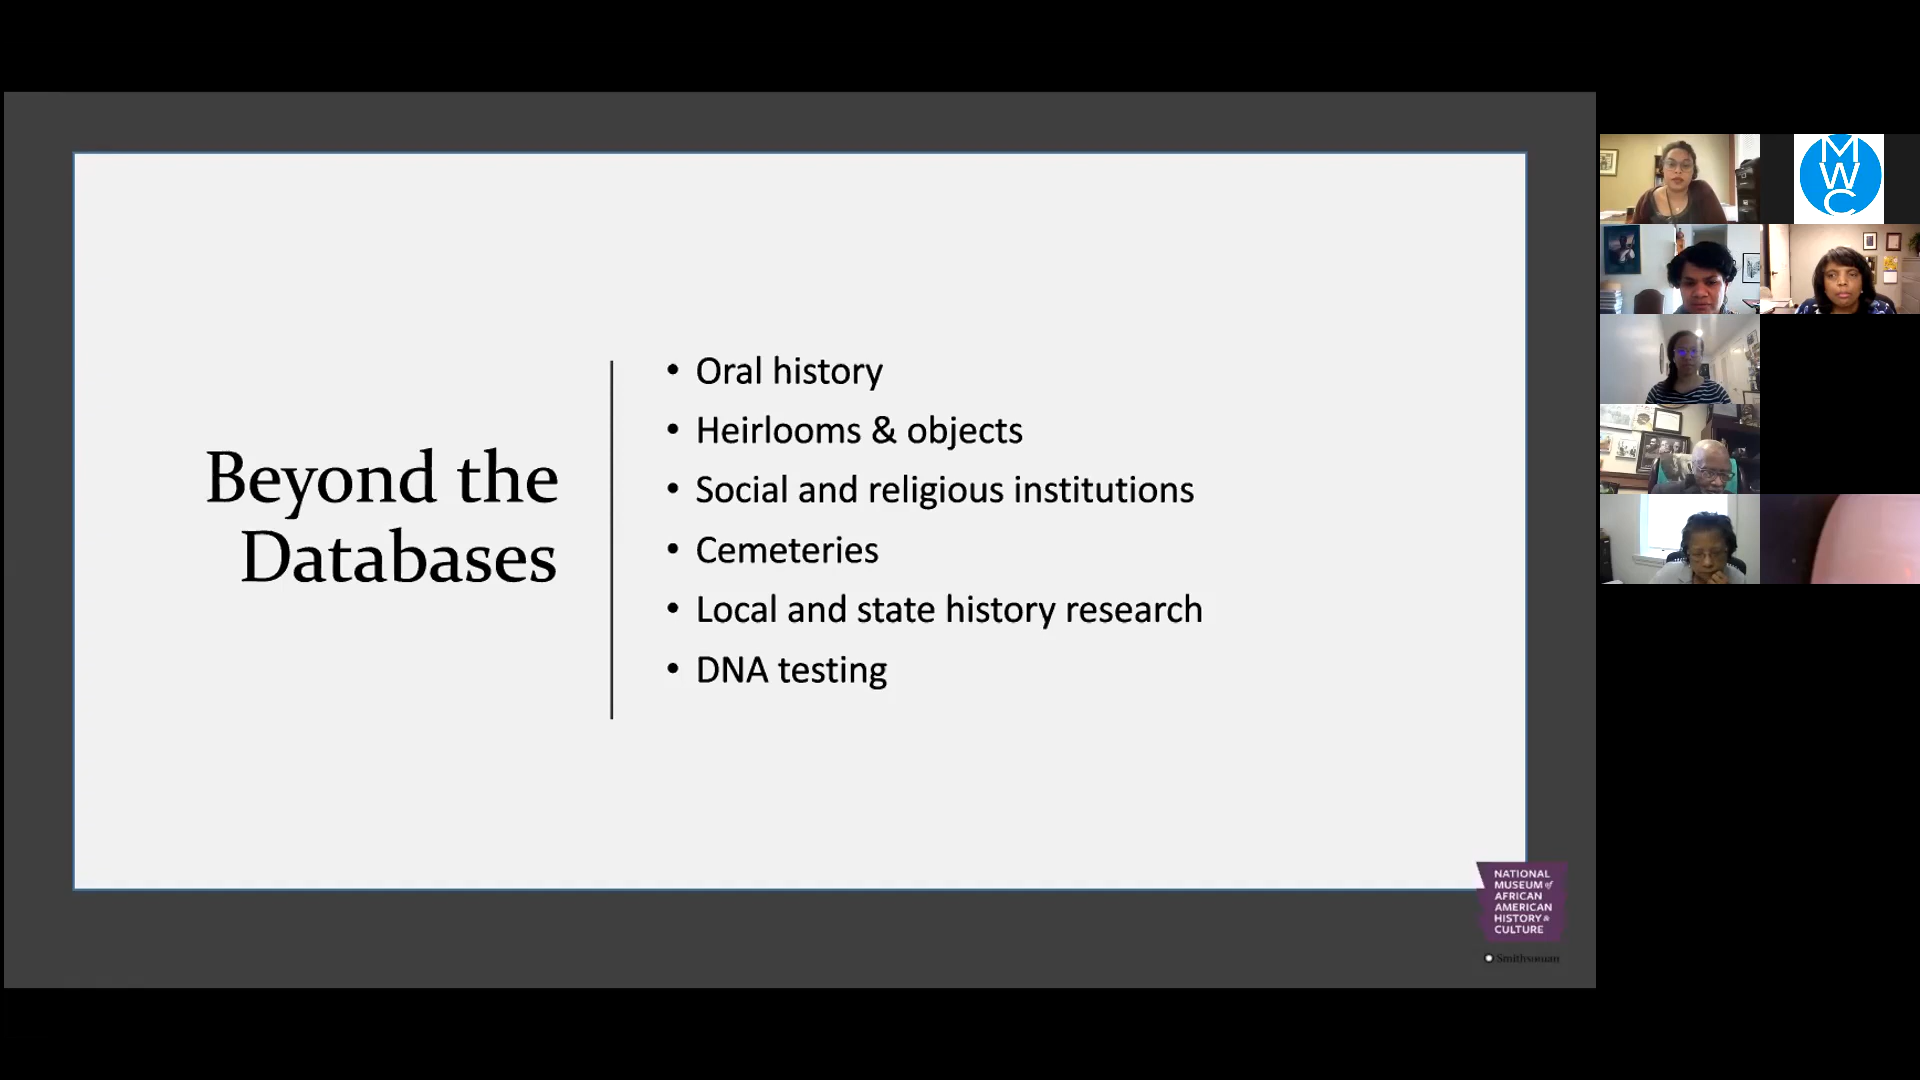 Beyond the
Databases
• Oral history
• Heirlooms & objects
• Social and religious institutions
• Cemeteries
• Local and state history research
• DNA testing
NATIONAL
MUSEUM of
AFRICAN
AMERICAN
HISTORY &
CULTURE
Smithsonian
M
W
C